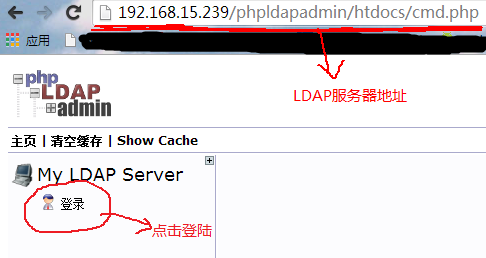 192.168.15.239/phpldapadmin/htdocs/cmd.php
应用
百度
LDAP服务器地址
php
LDAP
admin
主页 | 清空缓存 | Show Cache
My LDAP Server
登录
点击登陆